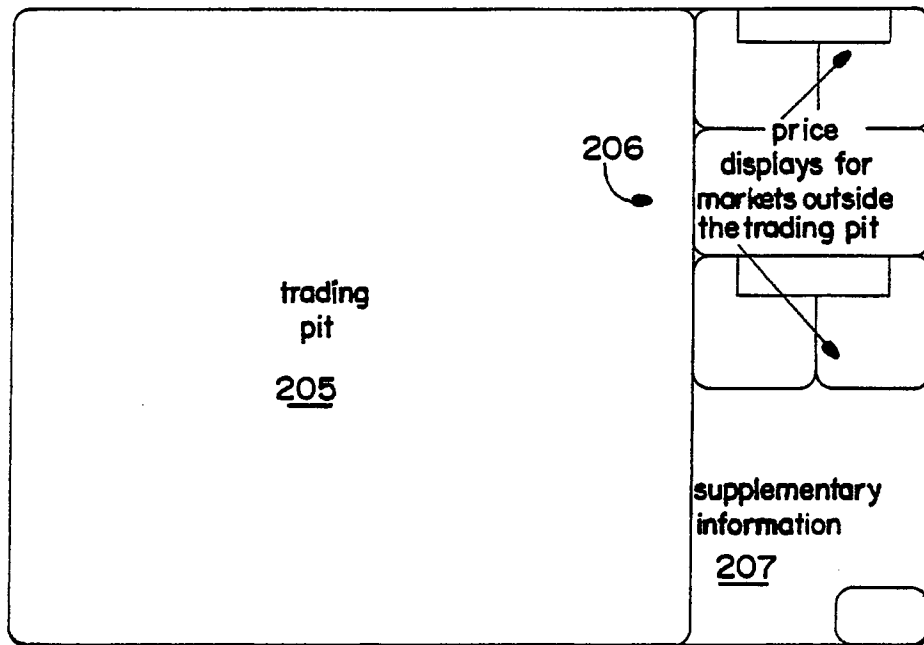 206
trading
pit
205
price
displays for
markets outside
the trading pit
supplementary
information
207